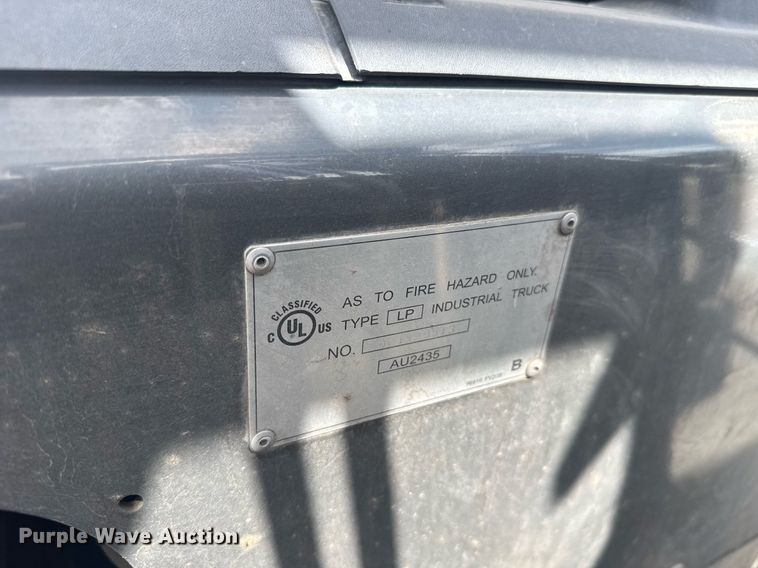 CLASSIFIED
C UL US
AS TO FIRE HAZARD ONLY.
TYPE LP INDUSTRIAL TRUCK
NO.
AU2435
B
Purple Wave Auction